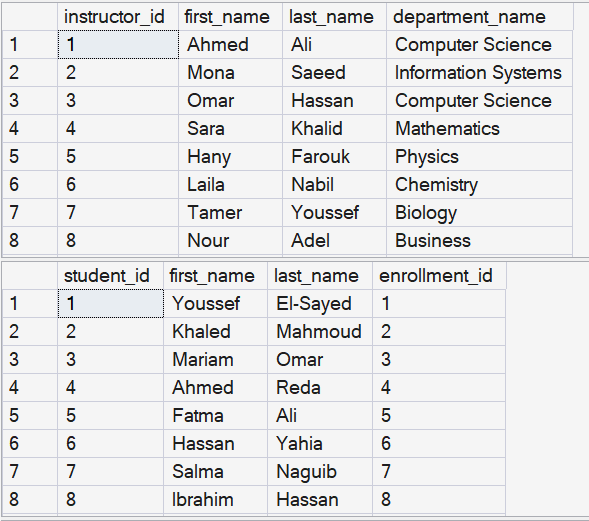 instructor_id first_name last_name department_name
1 1 Ahmed Ali Computer Science
2 2 Mona Saeed Information Systems
3 3 Omar Hassan Computer Science
4 4 Sara Khalid Mathematics
5 5 Hany Farouk Physics
6 6 Laila Nabil Chemistry
7 7 Tamer Youssef Biology
8 8 Nour Adel Business
student_id first_name last_name enrollment_id
1 1 Youssef El-Sayed 1
2 2 Khaled Mahmoud 2
3 3 Mariam Omar 3
4 4 Ahmed Reda 4
5 5 Fatma Ali 5
6 6 Hassan Yahia 6
7 7 Salma Naguib 7
8 8 Ibrahim Hassan 8